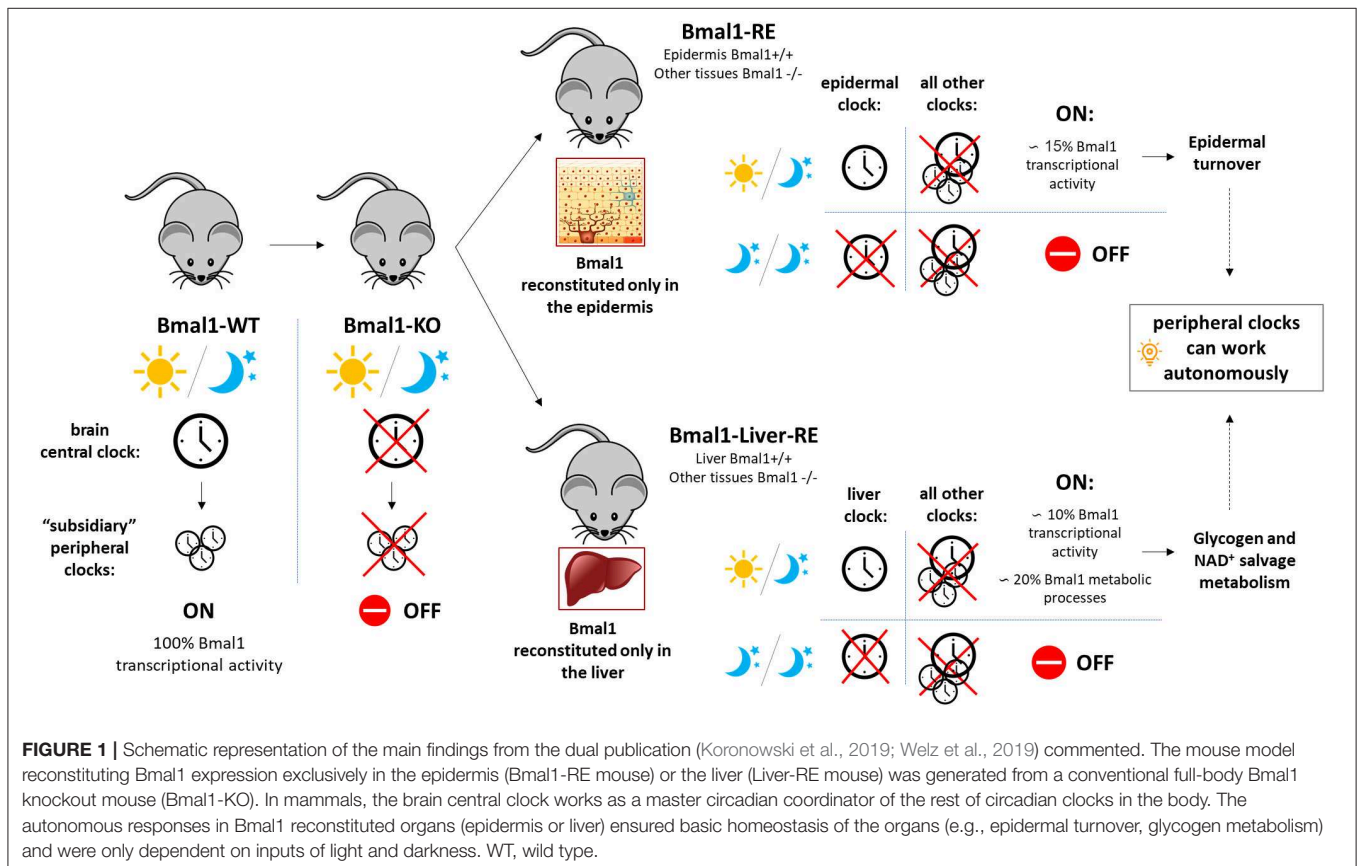 Bmal1-RE
Epidermis Bmal1+/+
Other tissues Bmal1 -/-
epidermal
clock:
all other
clocks:
ON:
∽ 15% Bmal1
transcriptional
activity
Epidermal
turnover
OFF
Bmal1
reconstituted only in
the epidermis
Bmal1-WT
Bmal1-KO
brain
central clock:
"subsidiary"
peripheral
clocks:
ON
100% Bmal1
transcriptional activity
OFF
peripheral clocks
can work
autonomously
Bmal1-Liver-RE
Liver Bmal1+/+
Other tissues Bmal1 -/-
liver
clock:
all other
clocks:
ON:
∽ 10% Bmal1
transcriptional
activity
∽ 20% Bmal1 metabolic
processes
Glycogen and
NAD⁺ salvage
metabolism
OFF
Bmal1
reconstituted only in
the liver
FIGURE 1 | Schematic representation of the main findings from the dual publication (Koronowski et al., 2019; Welz et al., 2019) commented. The mouse model
reconstituting Bmal1 expression exclusively in the epidermis (Bmal1-RE mouse) or the liver (Liver-RE mouse) was generated from a conventional full-body Bmal1
knockout mouse (Bmal1-KO). In mammals, the brain central clock works as a master circadian coordinator of the rest of circadian clocks in the body. The
autonomous responses in Bmal1 reconstituted organs (epidermis or liver) ensured basic homeostasis of the organs (e.g., epidermal turnover, glycogen metabolism)
and were only dependent on inputs of light and darkness. WT, wild type.